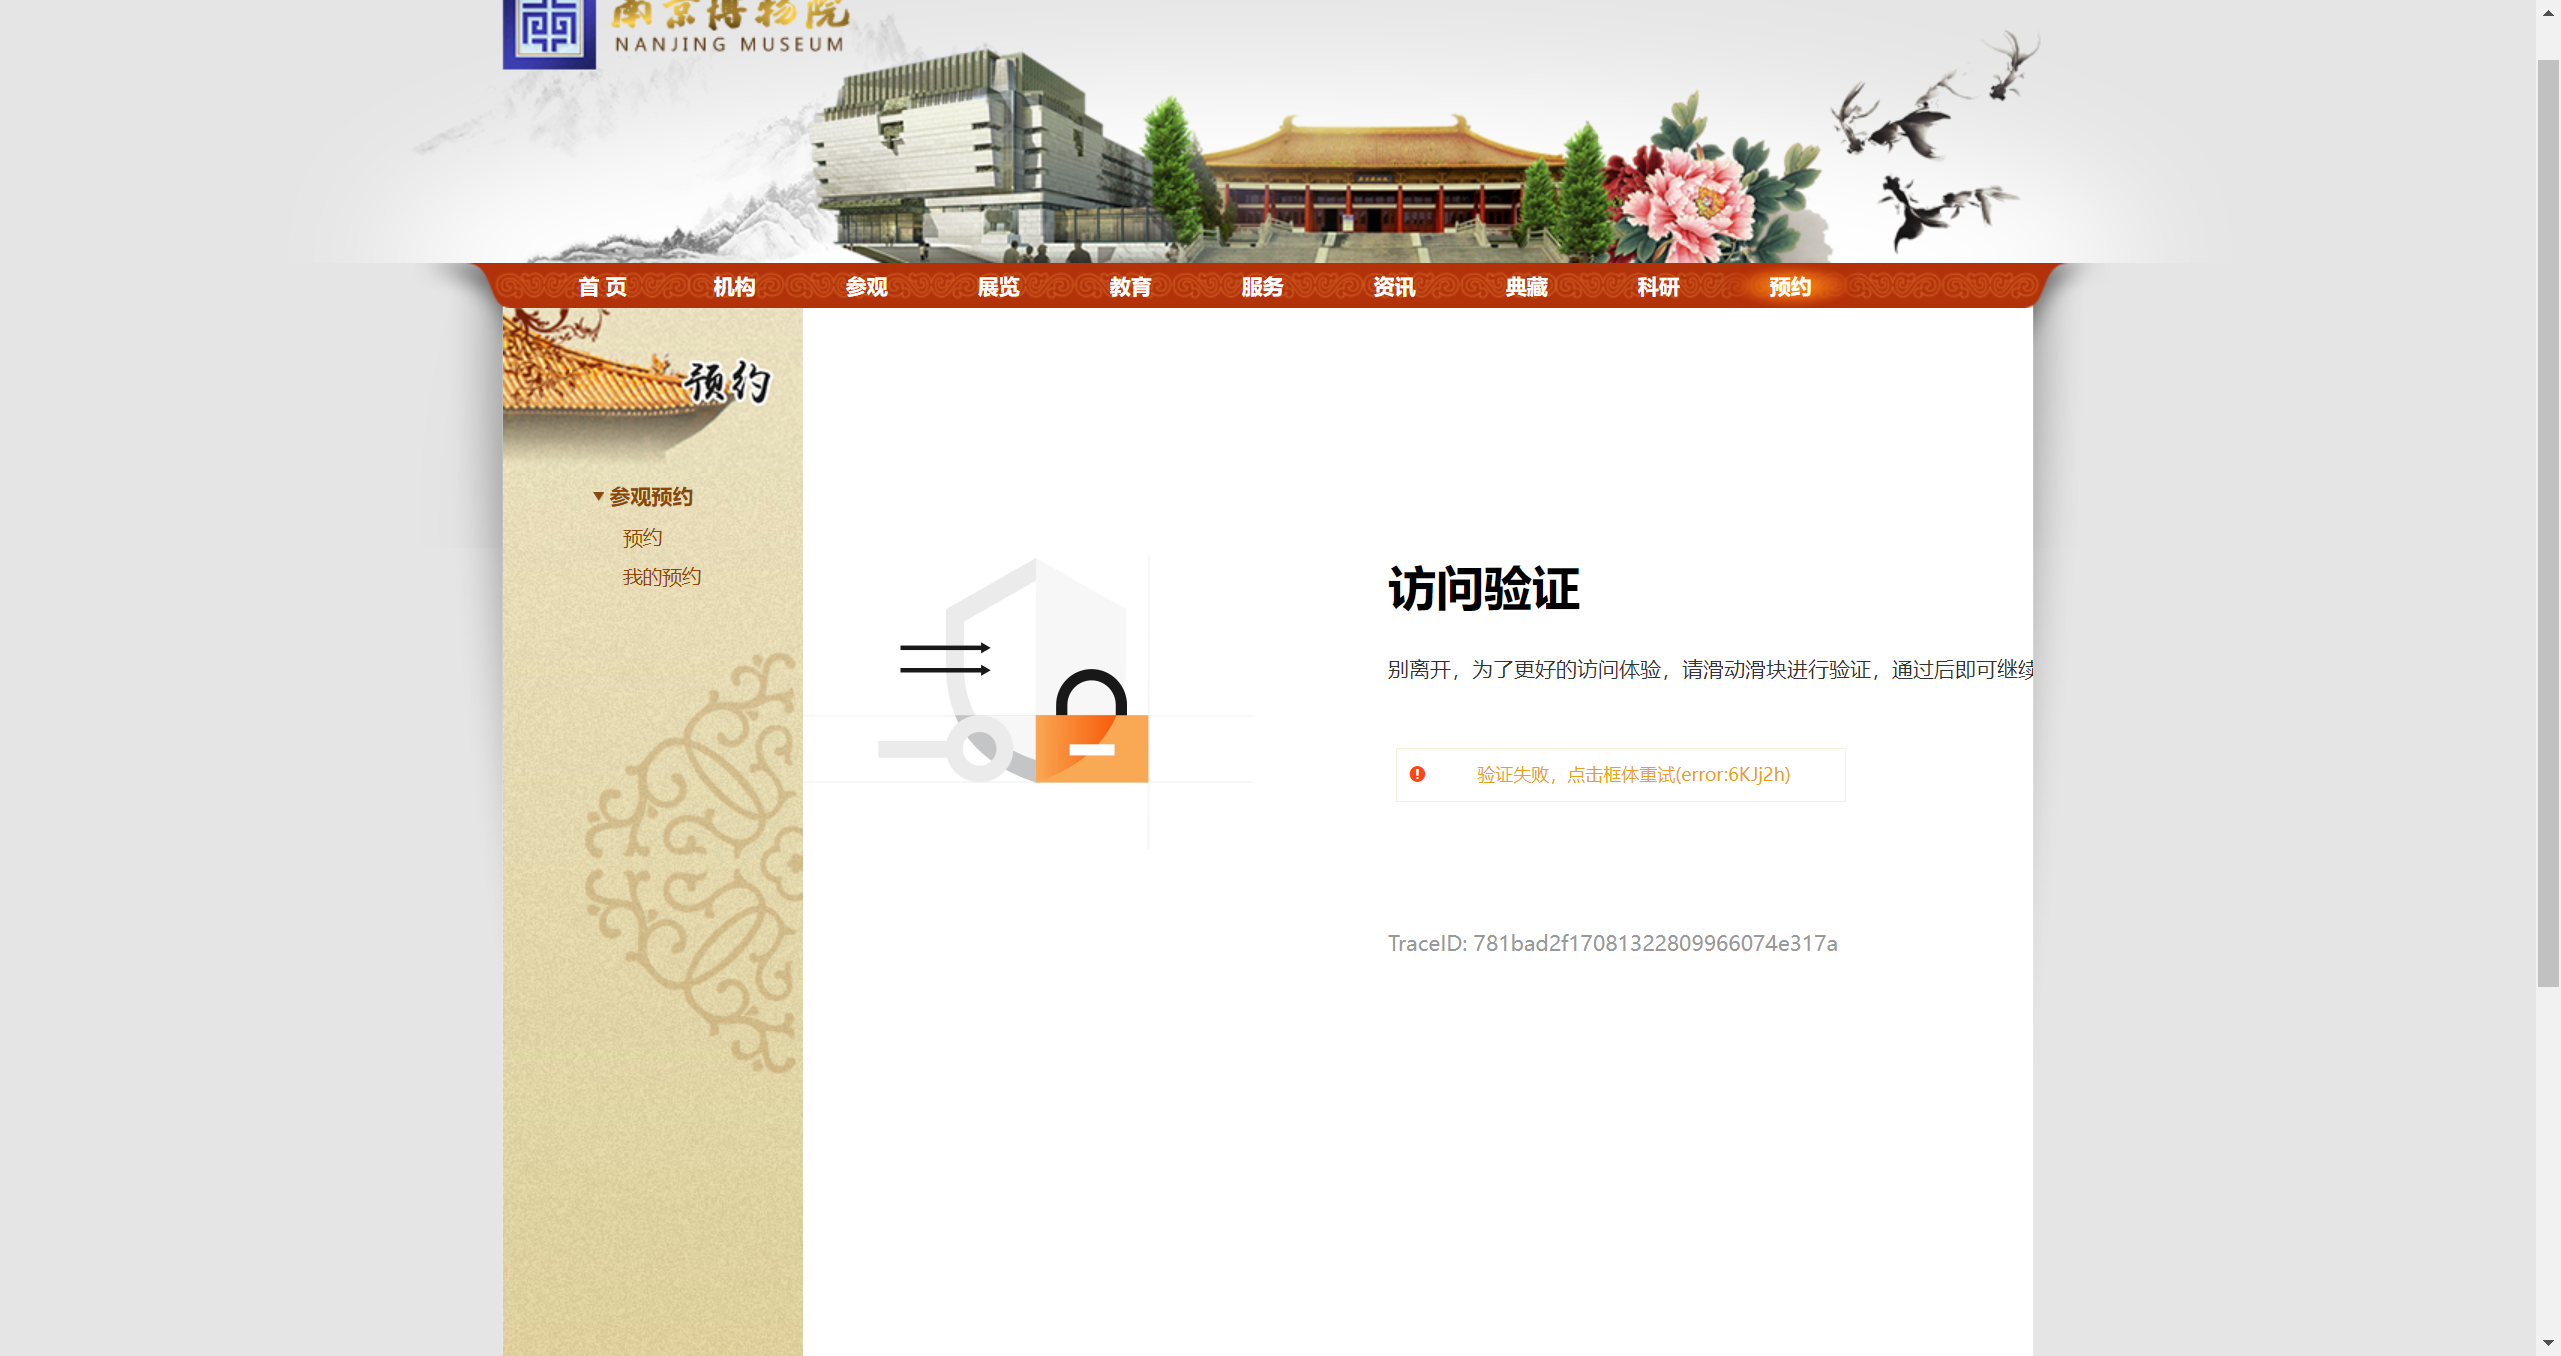 南京博物院
NANJING MUSEUM
首 页
机构
参观
展览
教育
服务
资讯
典藏
科研
预约
预约
参观预约
预约
我的预约
访问验证
别离开，为了更好的访问体验，请滑动滑块进行验证，通过后即可继续
验证失败，点击框体重试(error:6KJj2h)
TraceID: 781bad2f17081322809966074e317a